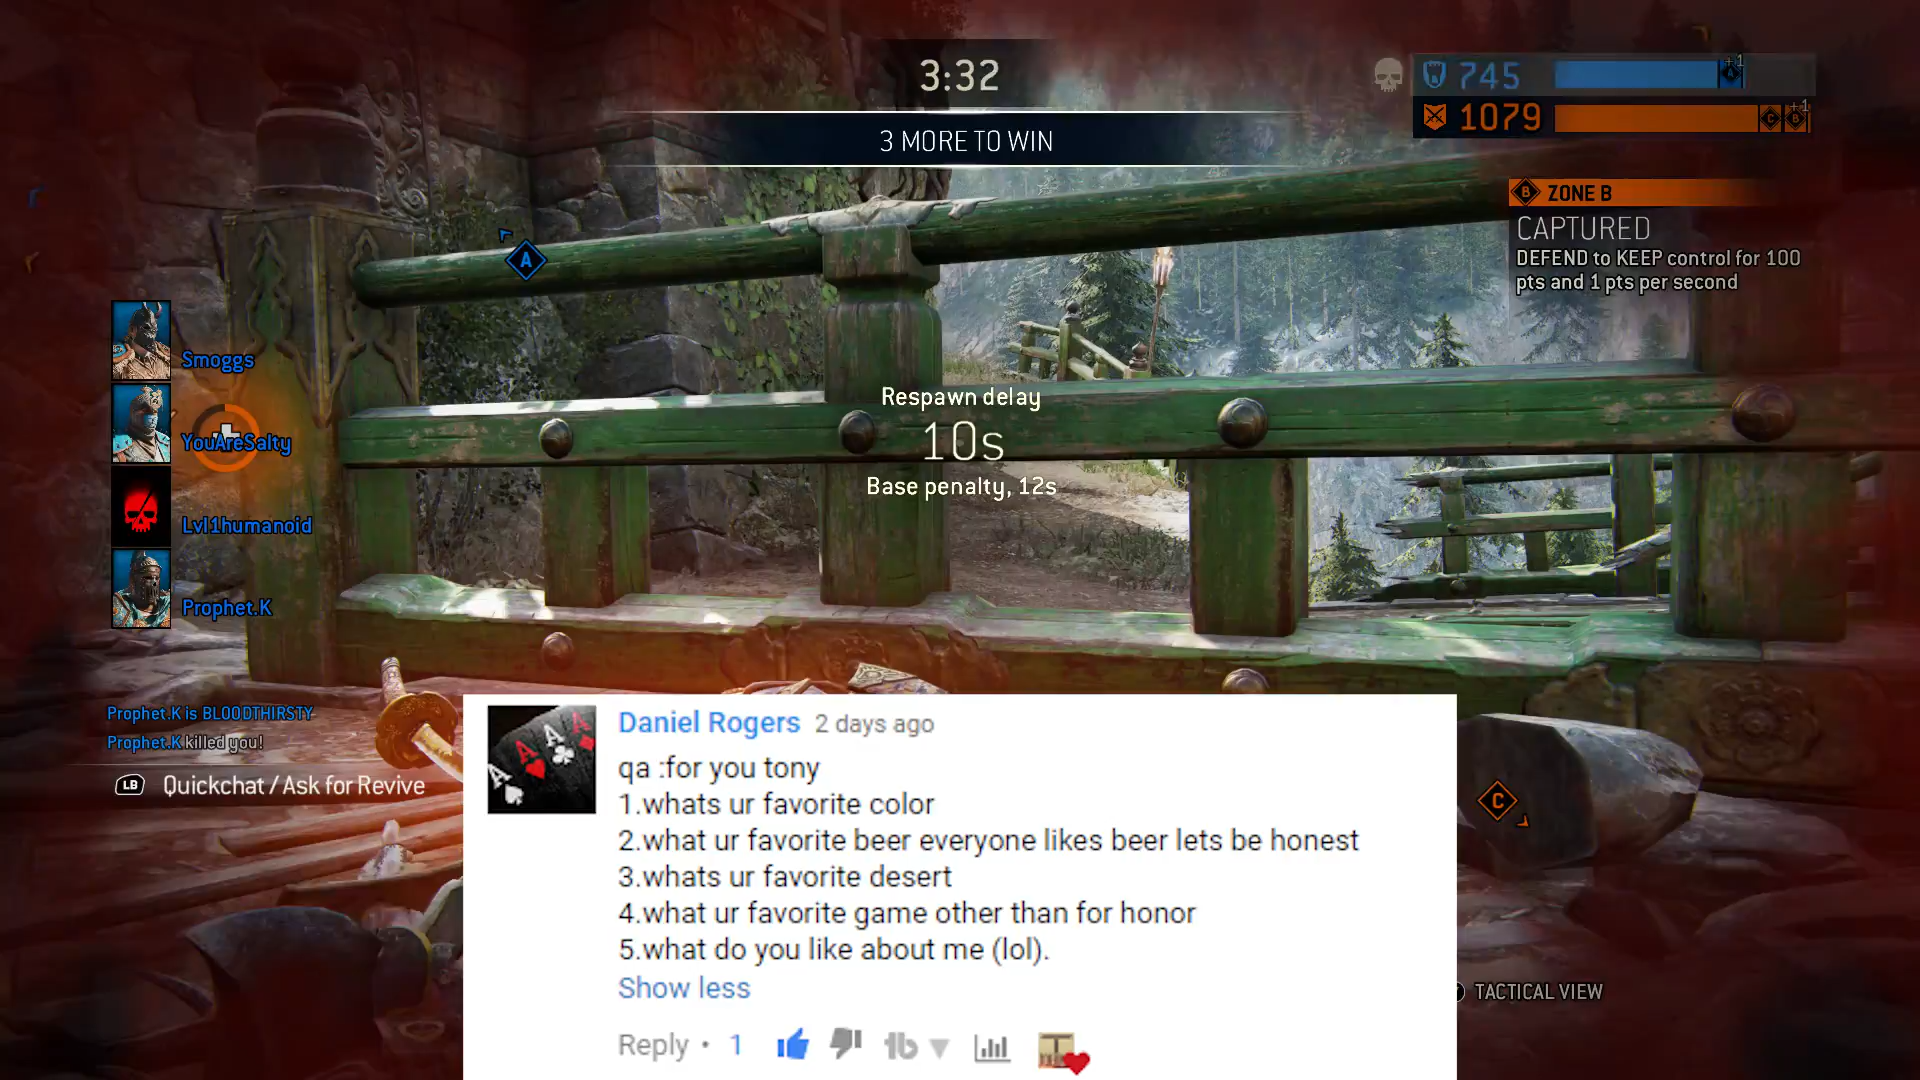 3:32
3 MORE TO WIN
745
+1
A
1079
+1
C B
B ZONE B
CAPTURED
DEFEND to KEEP control for 100
pts and 1 pts per second
A
Smoggs
YouAreSalty
Lvl1humanoid
Prophet.K
Respawn delay
10s
Base penalty, 12s
Prophet.K is BLOODTHIRSTY
Prophet.K killed you!
LB Quickchat / Ask for Revive
C
TACTICAL VIEW
Daniel Rogers 2 days ago
qa :for you tony
1.whats ur favorite color
2.what ur favorite beer everyone likes beer lets be honest
3.whats ur favorite desert
4.what ur favorite game other than for honor
5.what do you like about me (lol).
Show less
Reply • 1